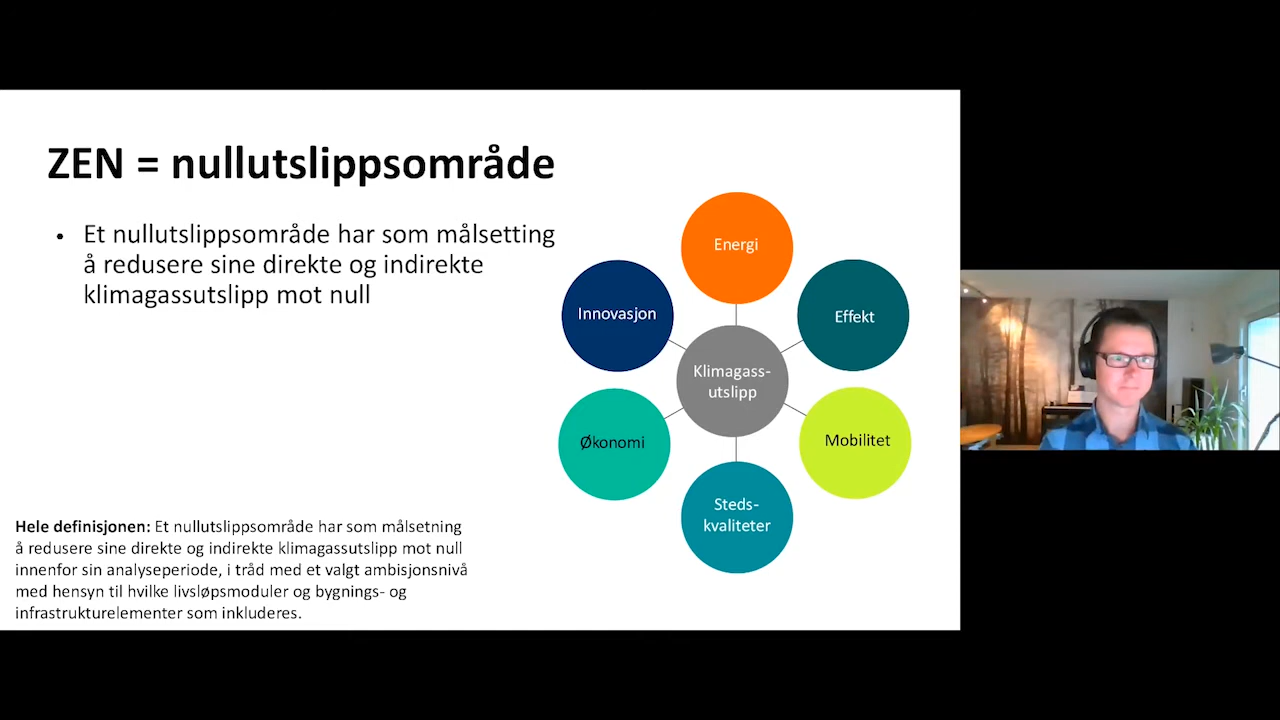 ZEN = nullutslippsområde
• Et nullutslippsområde har som målsetting
å redusere sine direkte og indirekte
klimagassutslipp mot null
Energi
Innovasjon
Effekt
Klimagass-
utslipp
Økonomi
Mobilitet
Steds-
kvaliteter
Hele definisjonen: Et nullutslippsområde har som målsetning
å redusere sine direkte og indirekte klimagassutslipp mot null
innenfor sin analyseperiode, i tråd med et valgt ambisjonsnivå
med hensyn til hvilke livsløpsmoduler og bygnings- og
infrastrukturelementer som inkluderes.